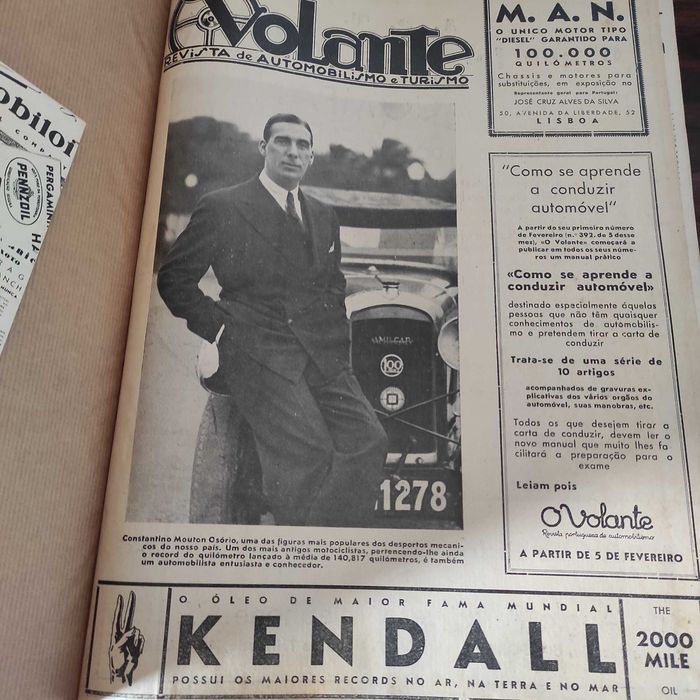 Volante
REVISTA de AUTOMOBILISMO e TURISMO
M. A. N.
O UNICO MOTOR TIPO
"DIESEL" GARANTIDO PARA
100.000
QUILÓMETROS
Chassis e motores para
substituições, em exposição no
Representante geral para Portugal:
JOSÉ CRUZ ALVES DA SILVA
50, AVENIDA DA LIBERDADE, 52
LISBOA
"Como se aprende
a conduzir
automóvel"
A partir do seu primeiro número
de Fevereiro (n.º 392, de 5 desse
mez), «O Volante» começará a
publicar em todos os seus núme-
ros um manual prático
«Como se aprende a
conduzir automóvel»
destinado especialmente àquelas
pessoas que não têm quaisquer
conhecimentos de automobilis-
mo e pretendem tirar a carta de
conduzir
Trata-se de uma série de
10 artigos
acompanhados de gravuras ex-
plicativas dos vários orgãos do
automóvel, suas manobras, etc.
Todos os que desejem tirar a
carta de conduzir, devem ler o
novo manual que muito lhes fa-
cilitará a preparação para o
exame
Leiam pois
O Volante
Revista portuguesa de automobilismo
A PARTIR DE 5 DE FEVEREIRO
AMILCAR
100
1278
Constantino Mouton Osório, uma das figuras mais populares dos desportos mecani-
cos do nosso país. Um dos mais antigos motociclistas, pertencendo-lhe ainda
o record do quilómetro lançado à média de 140,817 quilómetros, é também
um automobilista entusiasta e conhecedor.
O ÓLEO DE MAIOR FAMA MUNDIAL
KENDALL
POSSUI OS MAIORES RECORDS NO AR, NA TERRA E NO MAR
THE
2000
MILE
OIL
PENNZOIL